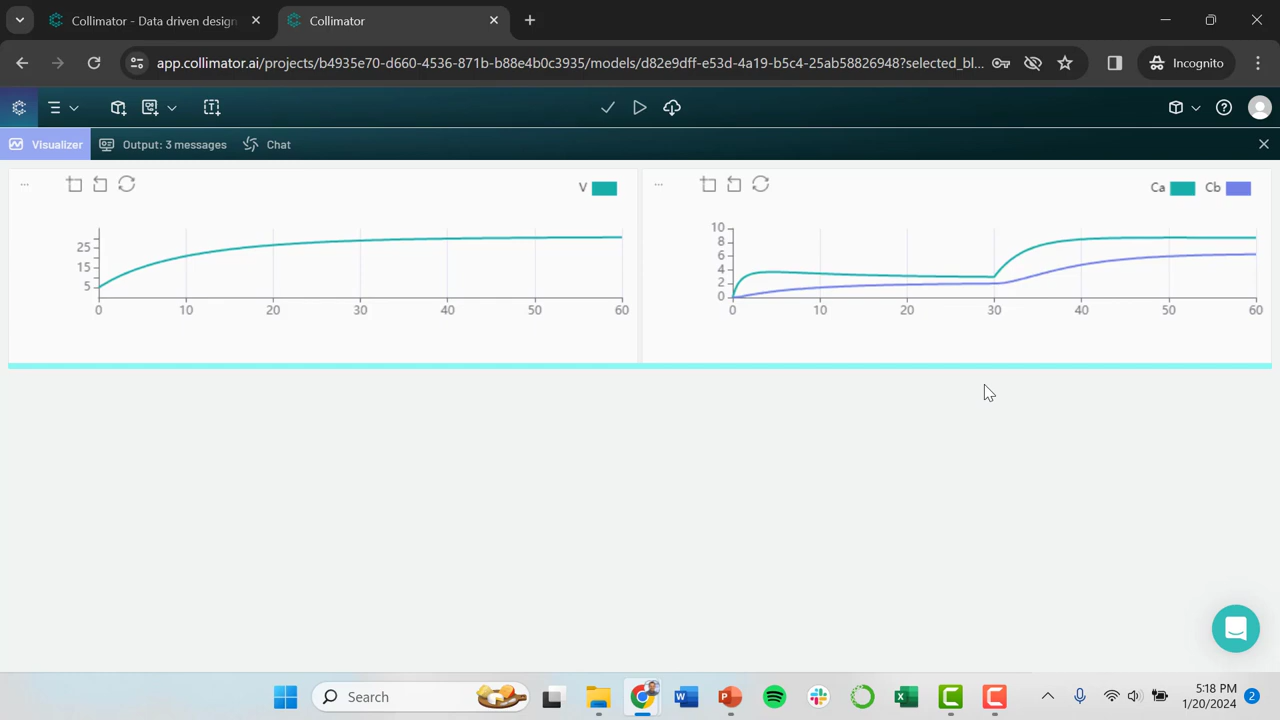 Collimator - Data driven design
Collimator
app.collimator.ai/projects/b4935e70-d660-4536-871b-b88e4b0c3935/models/d82e9dff-e53d-4a19-b5c4-25ab58826948?selected_bl...
Incognito
Visualizer
Output: 3 messages
Chat
V
25
15
5
0 10 20 30 40 50 60
Ca Cb
10
8
6
4
2
0
0 10 20 30 40 50 60
Search
5:18 PM
1/20/2024
2